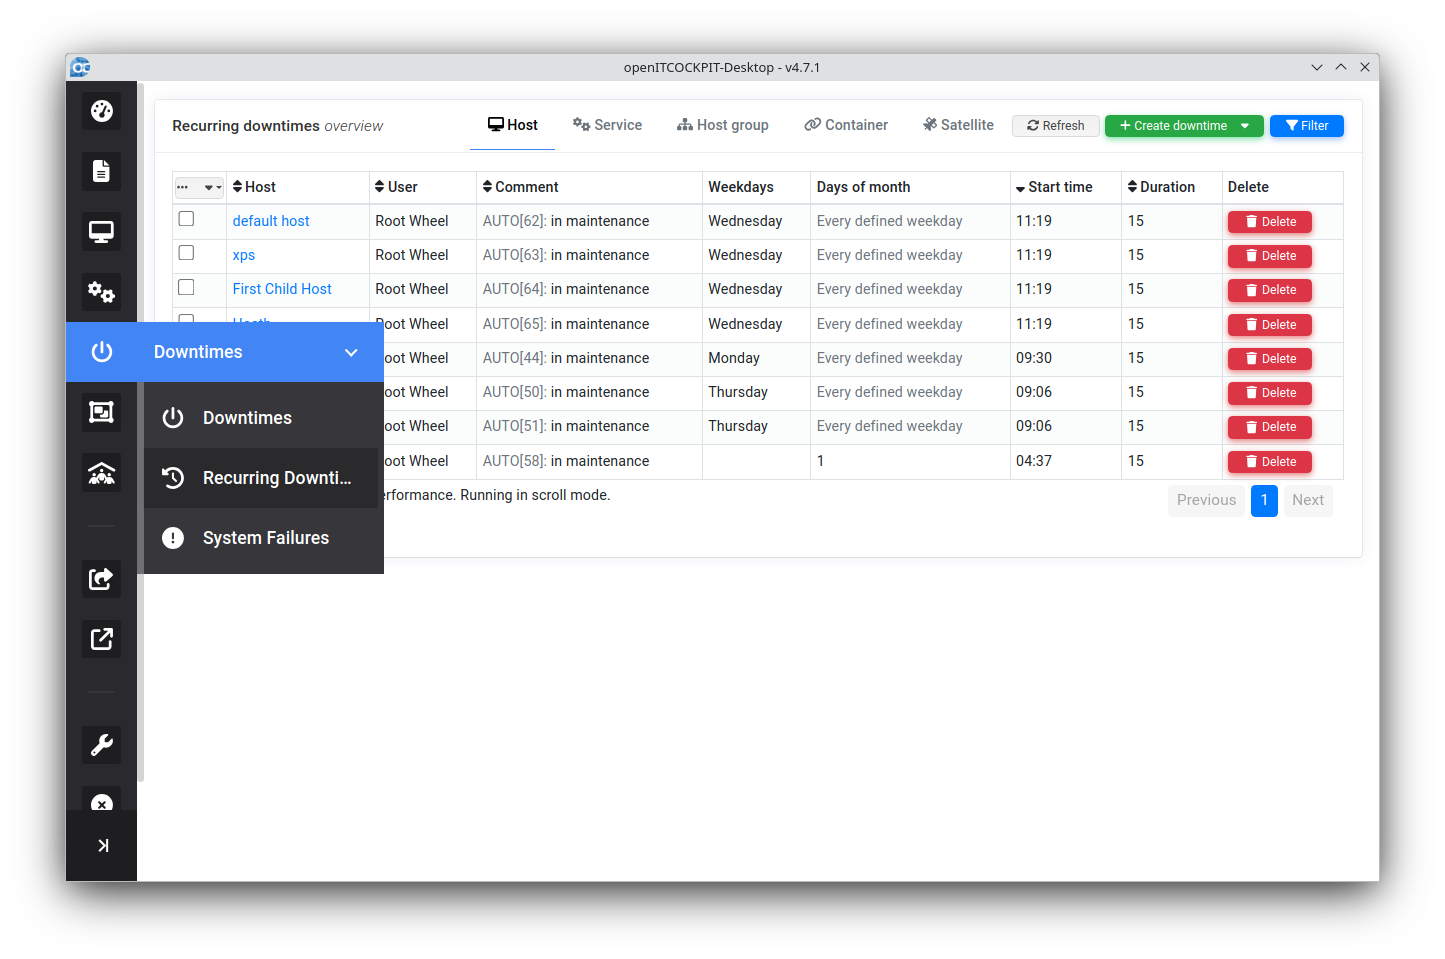 openITCOCKPIT-Desktop - v4.7.1
Recurring downtimes overview Host Service Host group Container Satellite Refresh Create downtime Filter
Host User Comment Weekdays Days of month Start time Duration Delete
default host Root Wheel AUTO[62]: in maintenance Wednesday Every defined weekday 11:19 15 Delete
xps Root Wheel AUTO[63]: in maintenance Wednesday Every defined weekday 11:19 15 Delete
First Child Host Root Wheel AUTO[64]: in maintenance Wednesday Every defined weekday 11:19 15 Delete
oot Wheel AUTO[65]: in maintenance Wednesday Every defined weekday 11:19 15 Delete
Downtimes oot Wheel AUTO[44]: in maintenance Monday Every defined weekday 09:30 15 Delete
oot Wheel AUTO[50]: in maintenance Thursday Every defined weekday 09:06 15 Delete
Downtimes oot Wheel AUTO[51]: in maintenance Thursday Every defined weekday 09:06 15 Delete
oot Wheel AUTO[58]: in maintenance 1 04:37 15 Delete
Recurring Downti...
erformance. Running in scroll mode. Previous 1 Next
System Failures